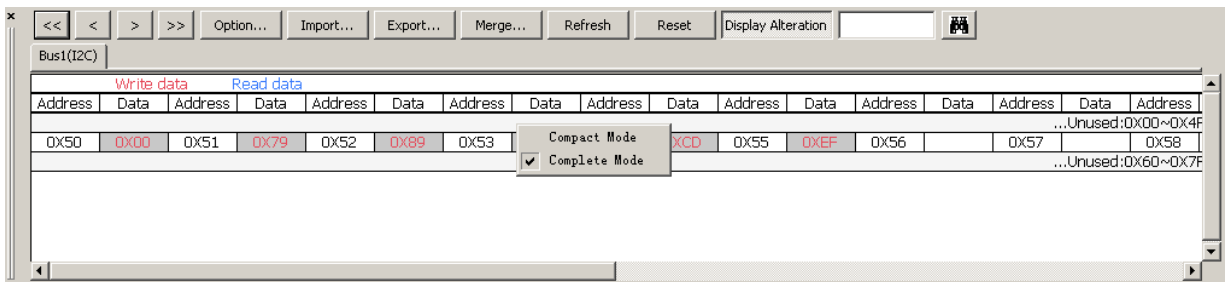 × << < > >> Option... Import... Export... Merge... Refresh Reset Display Alteration
Bus1(I2C)
Write data Read data
Address Data Address Data Address Data Address Data Address Data Address Data Address Data Address Data Address
...Unused:0X00~0X4F
0X50 0X00 0X51 0X79 0X52 0X89 0X53 XCD 0X55 0XEF 0X56 0X57 0X58
Compact Mode
✔ Complete Mode
...Unused:0X60~0X7F